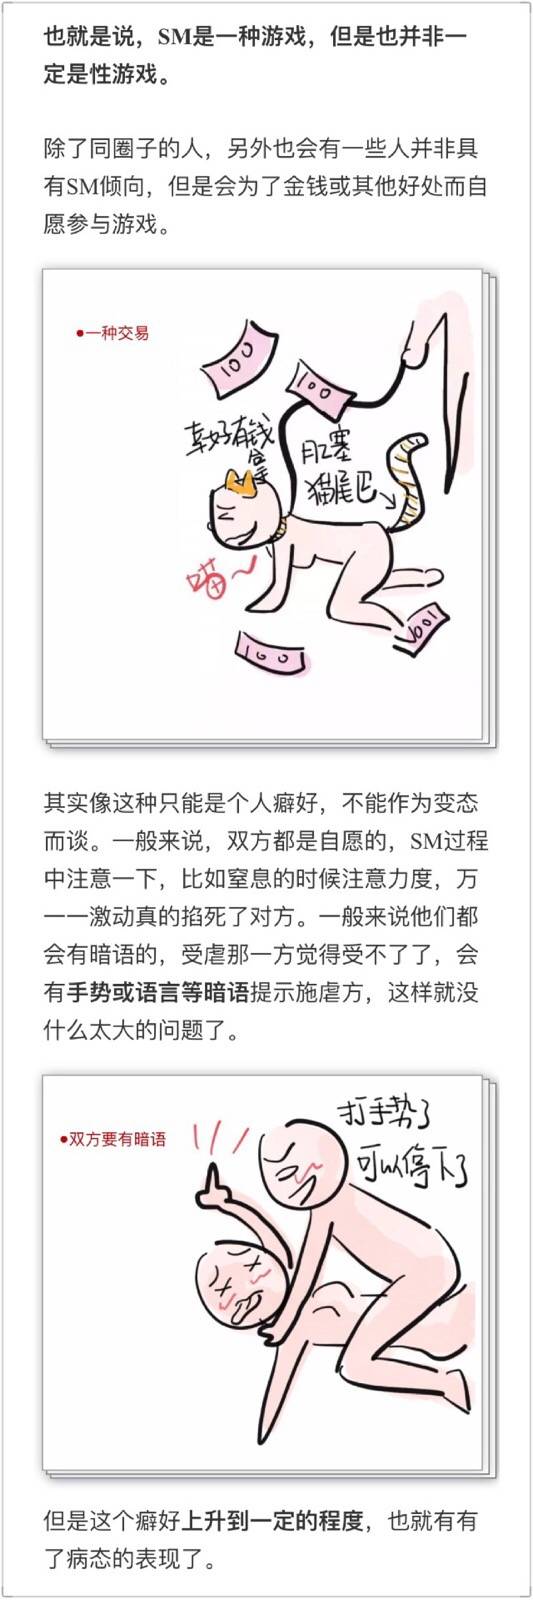 也就是说，SM是一种游戏，但是也并非一
定是性游戏。
除了同圈子的人，另外也会有一些人并非具
有SM倾向，但是会为了金钱或其他好处而自
愿参与游戏。
●一种交易
100
100
幸好有钱
拿
肛塞
猫尾巴
喵~
100
100
其实像这种只能是个人癖好，不能作为变态
而谈。一般来说，双方都是自愿的，SM过程
中注意一下，比如窒息的时候注意力度，万
一一激动真的掐死了对方。一般来说他们都
会有暗语的，受虐那一方觉得受不了了，会
有手势或语言等暗语提示施虐方，这样就没
什么太大的问题了。
●双方要有暗语
打手势了
可以停下了
但是这个癖好上升到一定的程度，也就有有
了病态的表现了。